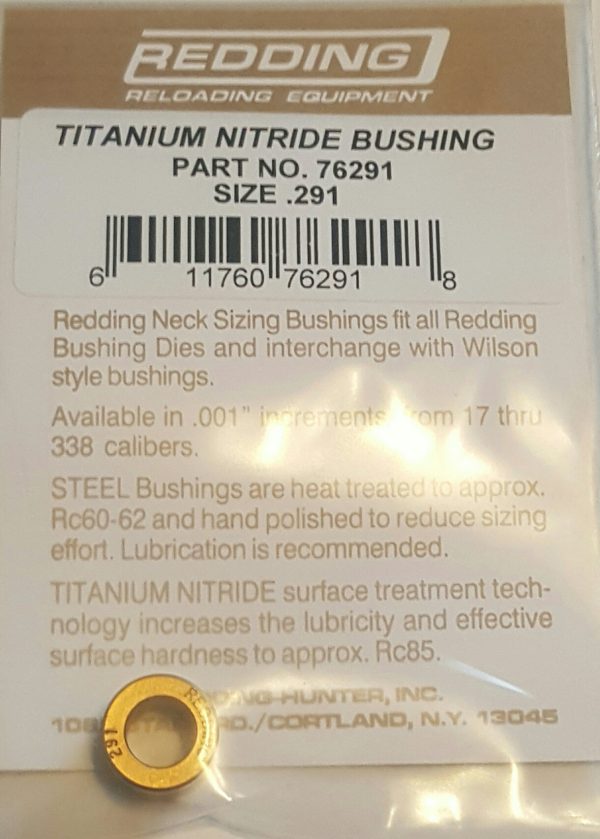 REDDING
RELOADING EQUIPMENT
TITANIUM NITRIDE BUSHING
PART NO. 76291
SIZE .291
6 11760 76291 8
Redding Neck Sizing Bushings fit all Redding
Bushing Dies and interchange with Wilson
style bushings.
Available in .001" increments from 17 thru
338 calibers.
STEEL Bushings are heat treated to approx.
Rc60-62 and hand polished to reduce sizing
effort. Lubrication is recommended.
TITANIUM NITRIDE surface treatment tech-
nology increases the lubricity and effective
surface hardness to approx. Rc85.
REDDING-HUNTER, INC.
RD./CORTLAND, N.Y. 13045
291